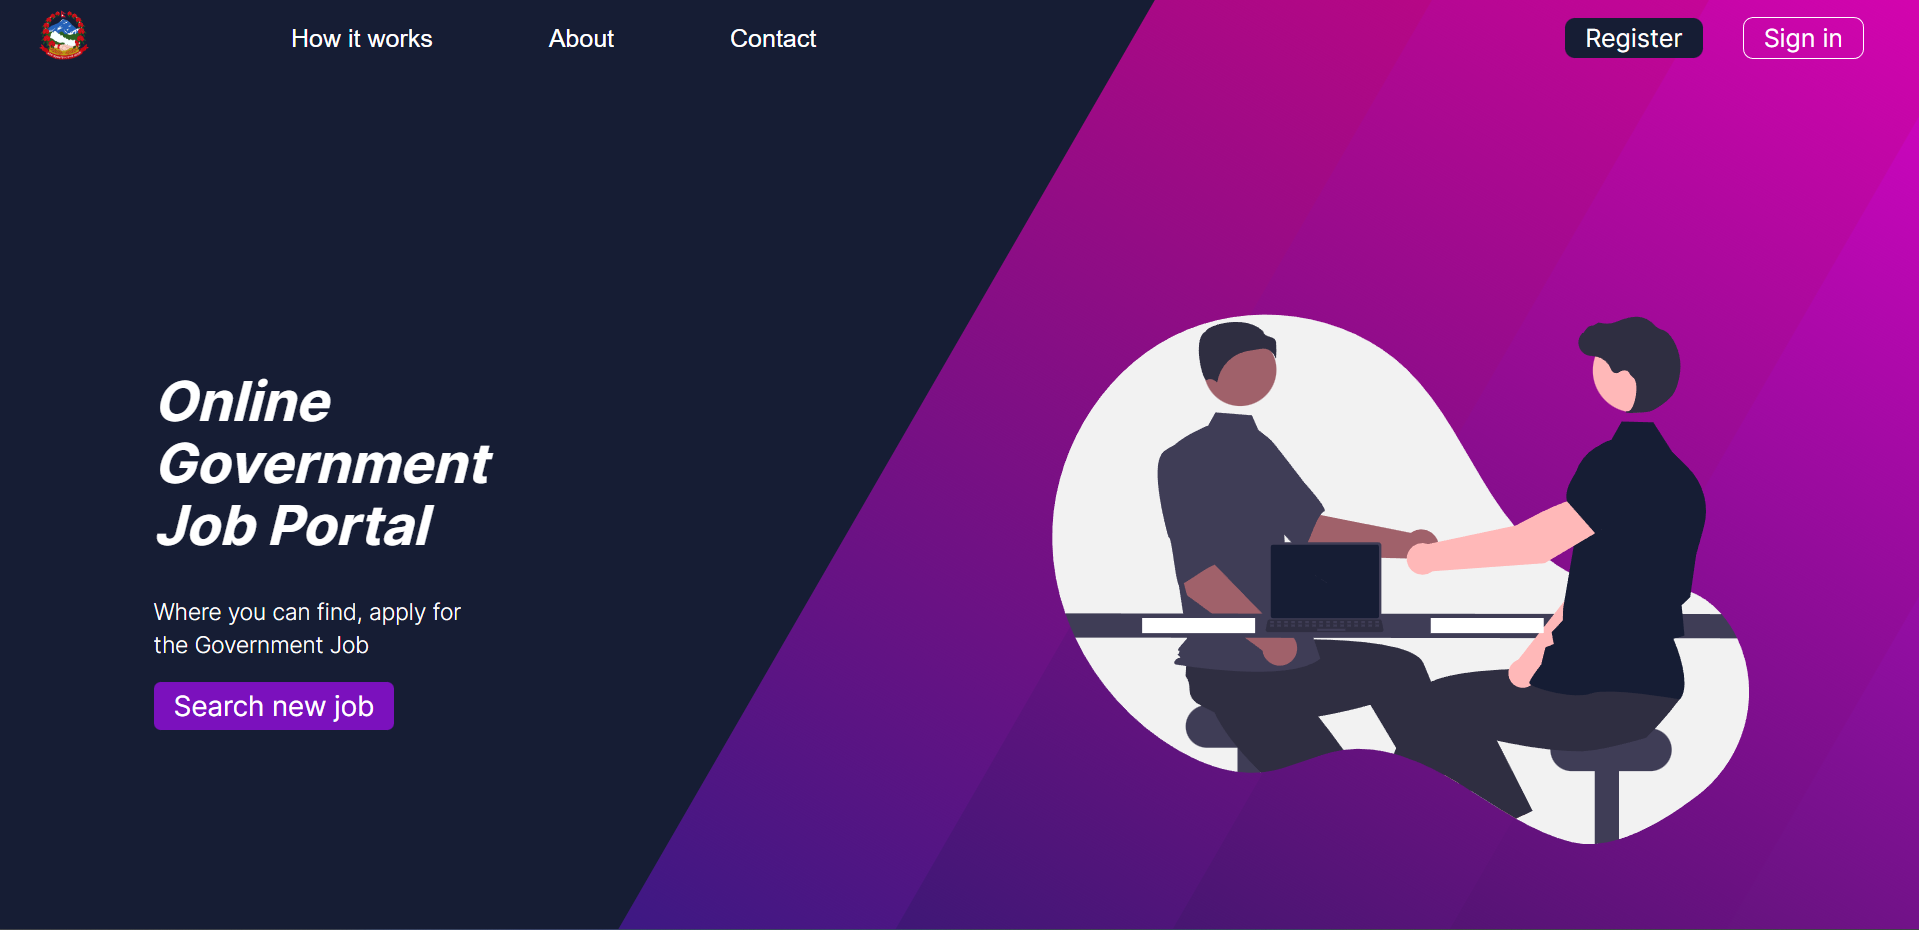 How it works
About
Contact
Register
Sign in
Online
Government
Job Portal
Where you can find, apply for
the Government Job
Search new job